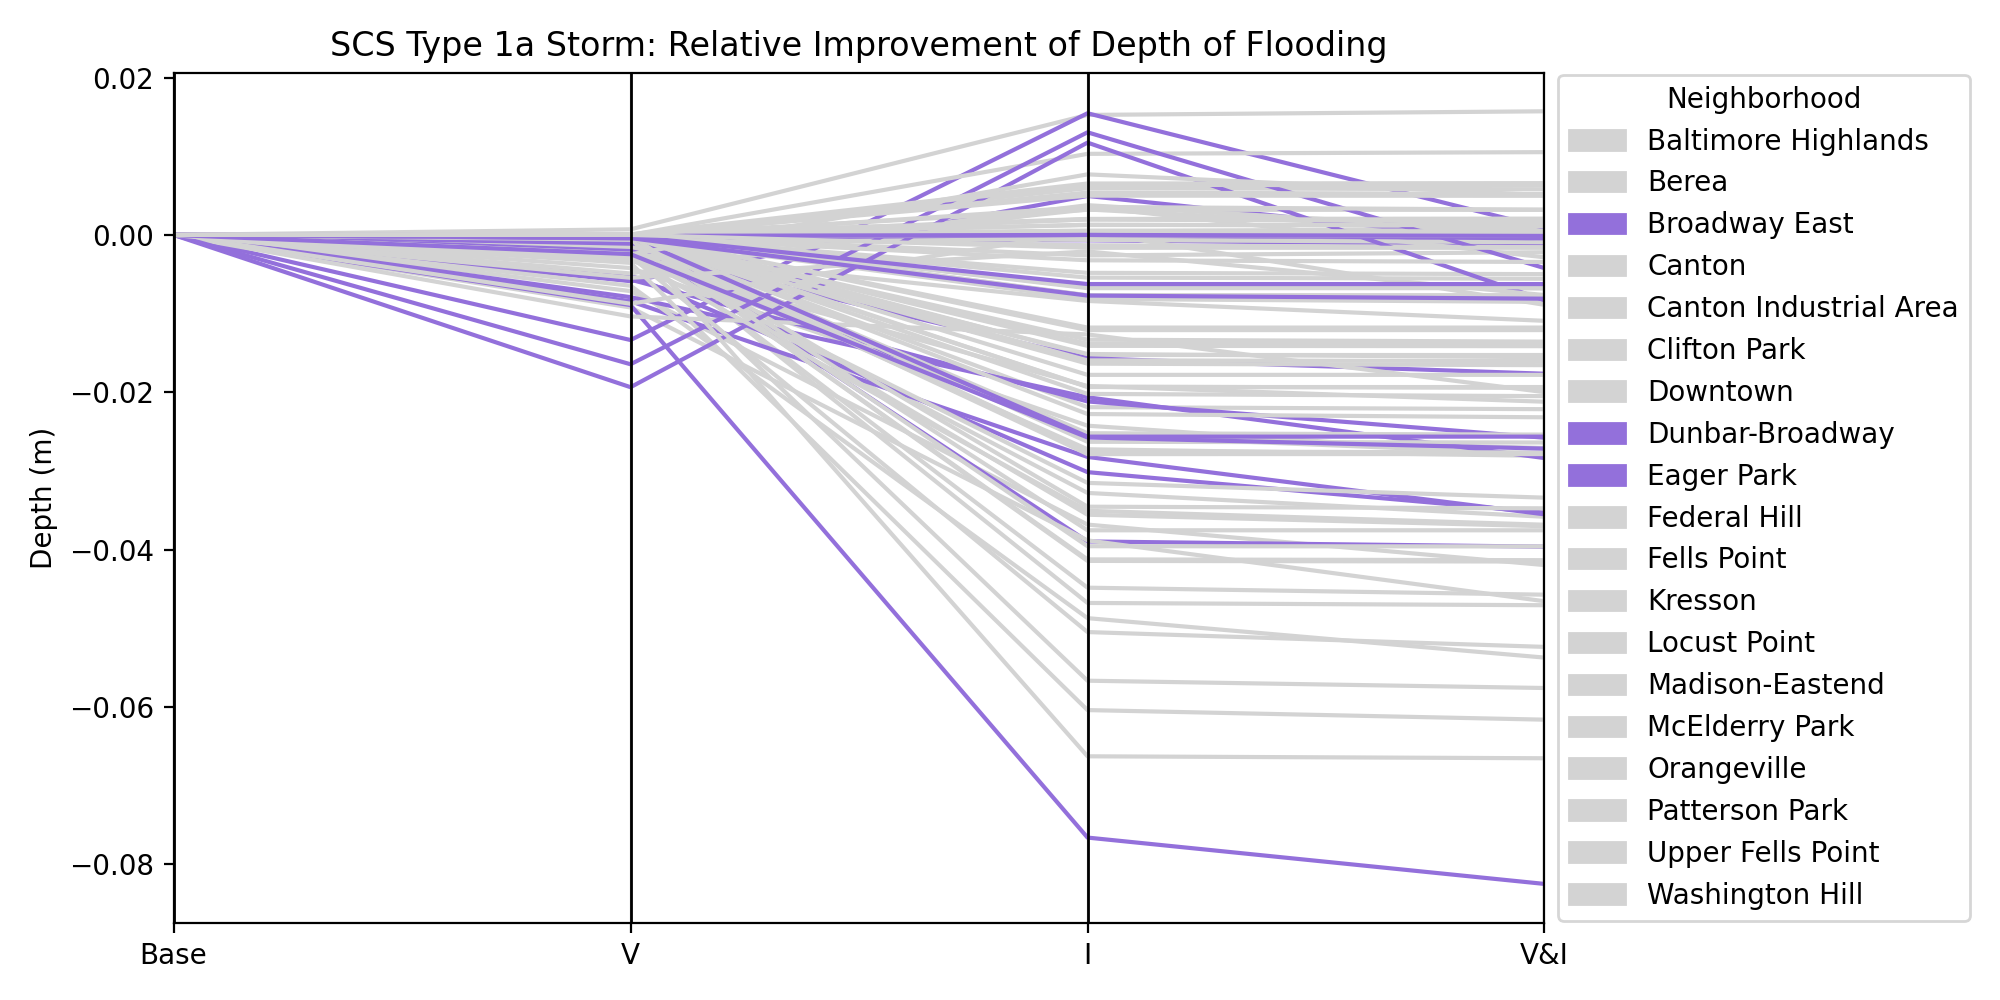 SCS Type 1a Storm: Relative Improvement of Depth of Flooding
Depth (m)
0.02
0.00
−0.02
−0.04
−0.06
−0.08
Base
V
I
V&I
Neighborhood
Baltimore Highlands
Berea
Broadway East
Canton
Canton Industrial Area
Clifton Park
Downtown
Dunbar-Broadway
Eager Park
Federal Hill
Fells Point
Kresson
Locust Point
Madison-Eastend
McElderry Park
Orangeville
Patterson Park
Upper Fells Point
Washington Hill